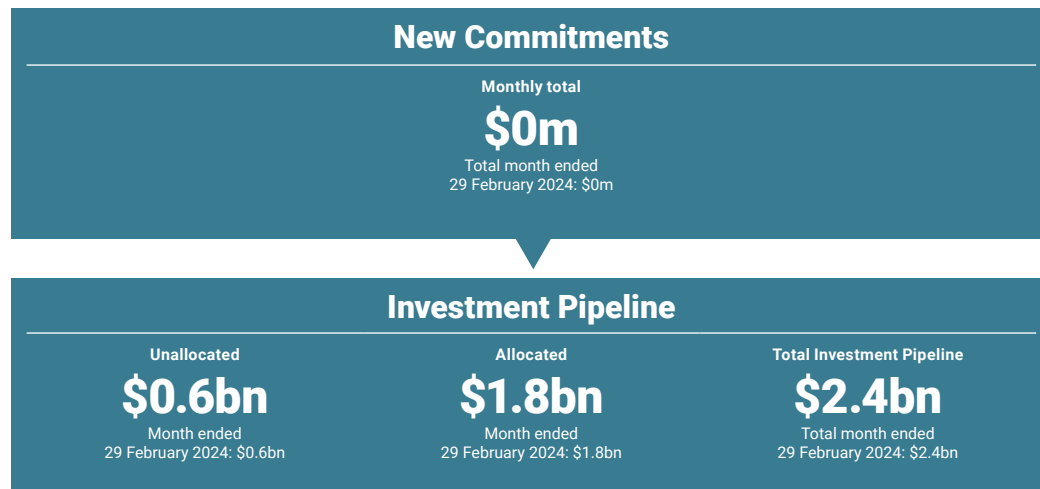 New Commitments
Monthly total
$0m
Total month ended
29 February 2024: $0m
Investment Pipeline
Unallocated
$0.6bn
Month ended
29 February 2024: $0.6bn
Allocated
$1.8bn
Month ended
29 February 2024: $1.8bn
Total Investment Pipeline
$2.4bn
Total month ended
29 February 2024: $2.4bn